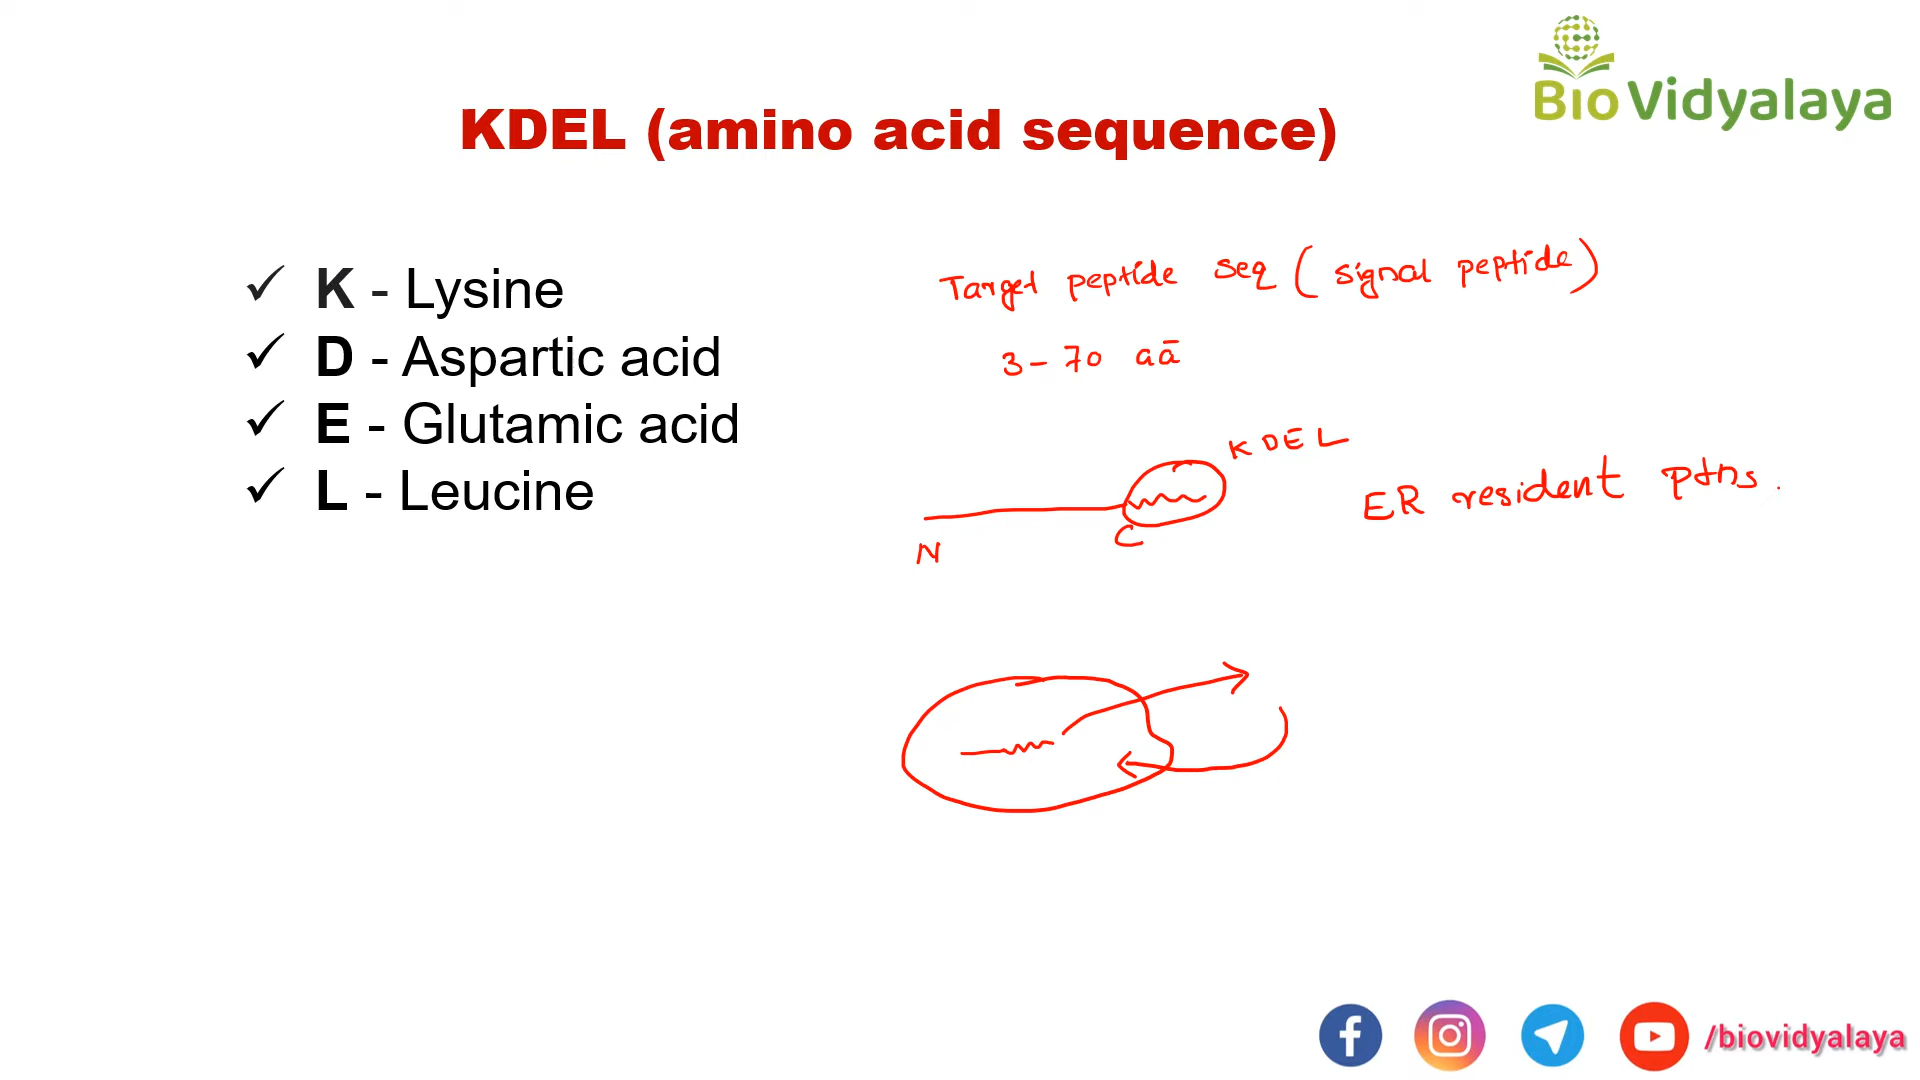 Bio Vidyalaya
KDEL (amino acid sequence)
✓ K - Lysine
✓ D - Aspartic acid
✓ E - Glutamic acid
✓ L - Leucine
Target peptide seq (signal peptide)
3 - 70 aā
KDEL
N
C
ER resident ptns.
/biovidyalaya